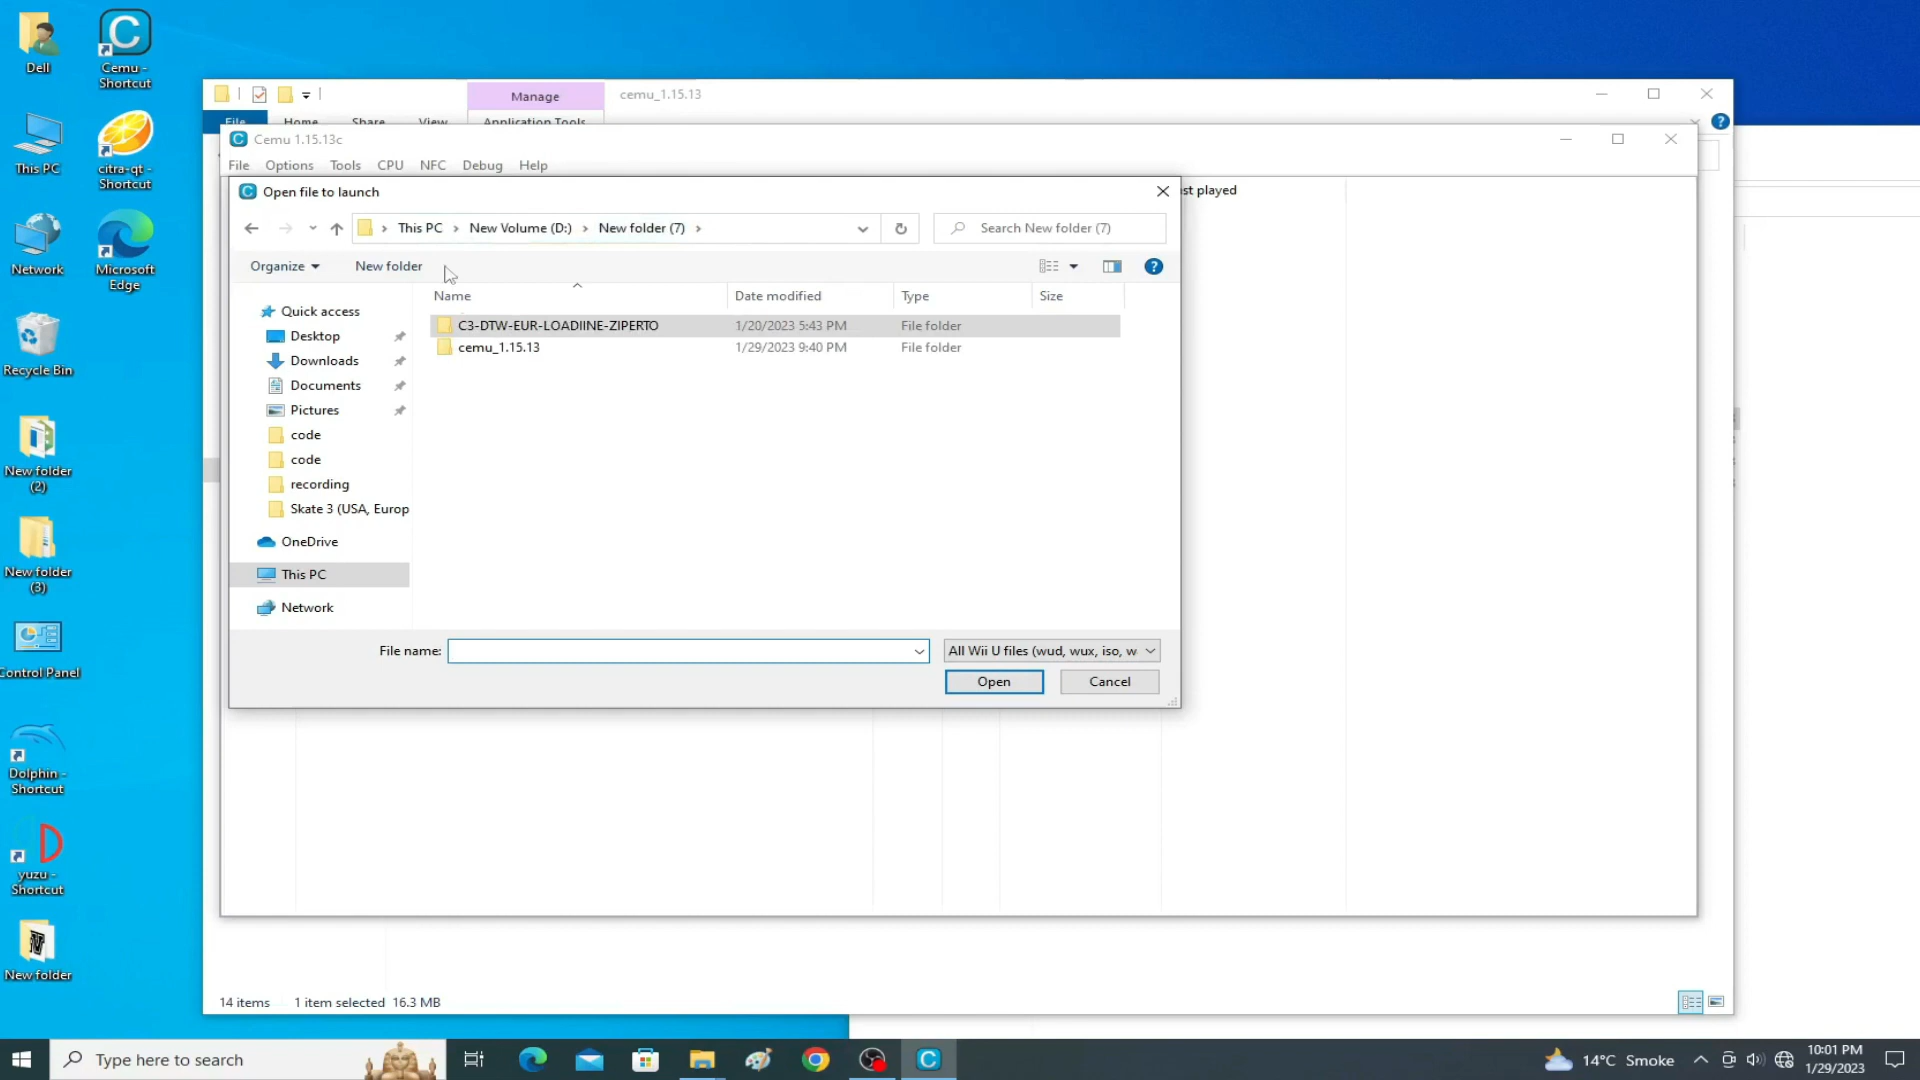 Dell
Cemu -
Shortcut
This PC
citra-qt -
Shortcut
Network
Microsoft
Edge
Recycle Bin
New folder
(2)
New folder
(3)
Control Panel
Dolphin -
Shortcut
yuzu -
Shortcut
New folder
Manage
cemu_1.15.13
File
Home
Share
View
Application Tools
Cemu 1.15.13c
File
Options
Tools
CPU
NFC
Debug
Help
st played
Open file to launch
This PC
New Volume (D:)
New folder (7)
Search New folder (7)
Organize
New folder
Name
Date modified
Type
Size
Quick access
Desktop
Downloads
Documents
Pictures
code
code
recording
Skate 3 (USA, Europ
OneDrive
This PC
Network
C3-DTW-EUR-LOADIINE-ZIPERTO 1/20/2023 5:43 PM File folder
cemu_1.15.13 1/29/2023 9:40 PM File folder
File name:
All Wii U files (wud, wux, iso, w
Open
Cancel
14 items
1 item selected 16.3 MB
Type here to search
14°C Smoke
10:01 PM
1/29/2023